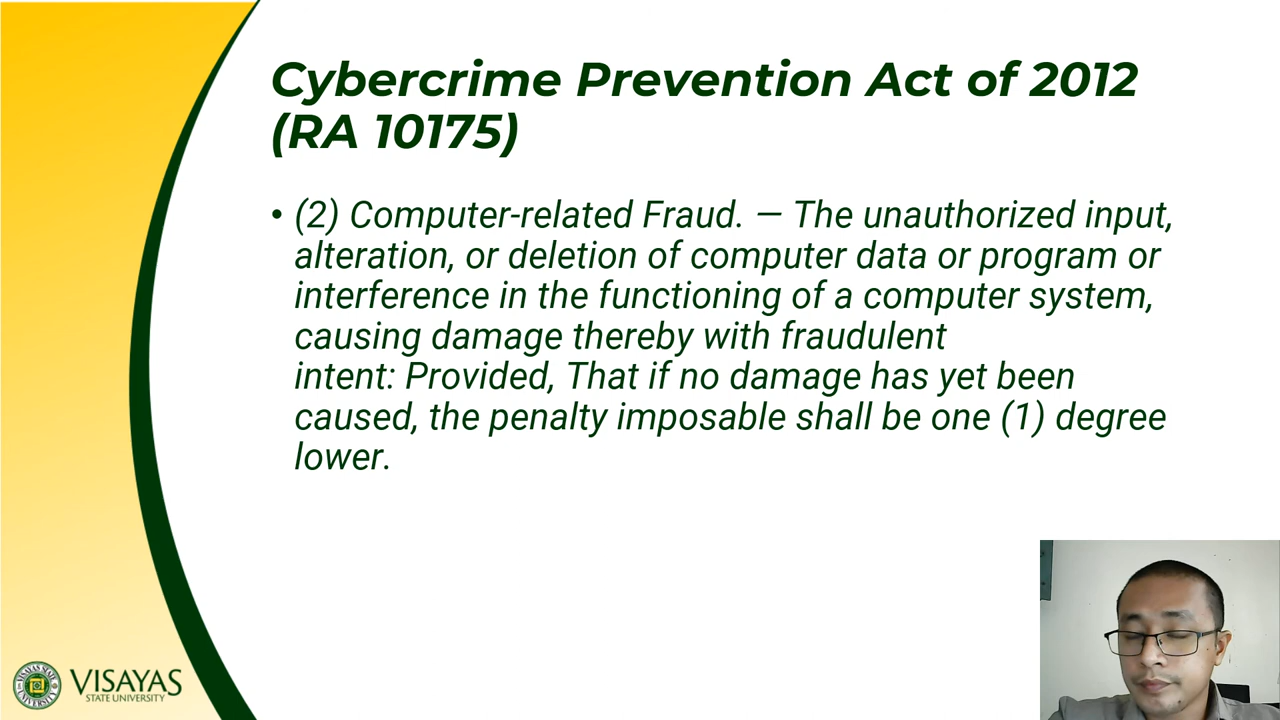 Cybercrime Prevention Act of 2012
(RA 10175)
• (2) Computer-related Fraud. — The unauthorized input,
alteration, or deletion of computer data or program or
interference in the functioning of a computer system,
causing damage thereby with fraudulent
intent: Provided, That if no damage has yet been
caused, the penalty imposable shall be one (1) degree
lower.
VISAYAS
STATE UNIVERSITY
VISAYAS STATE UNIVERSITY